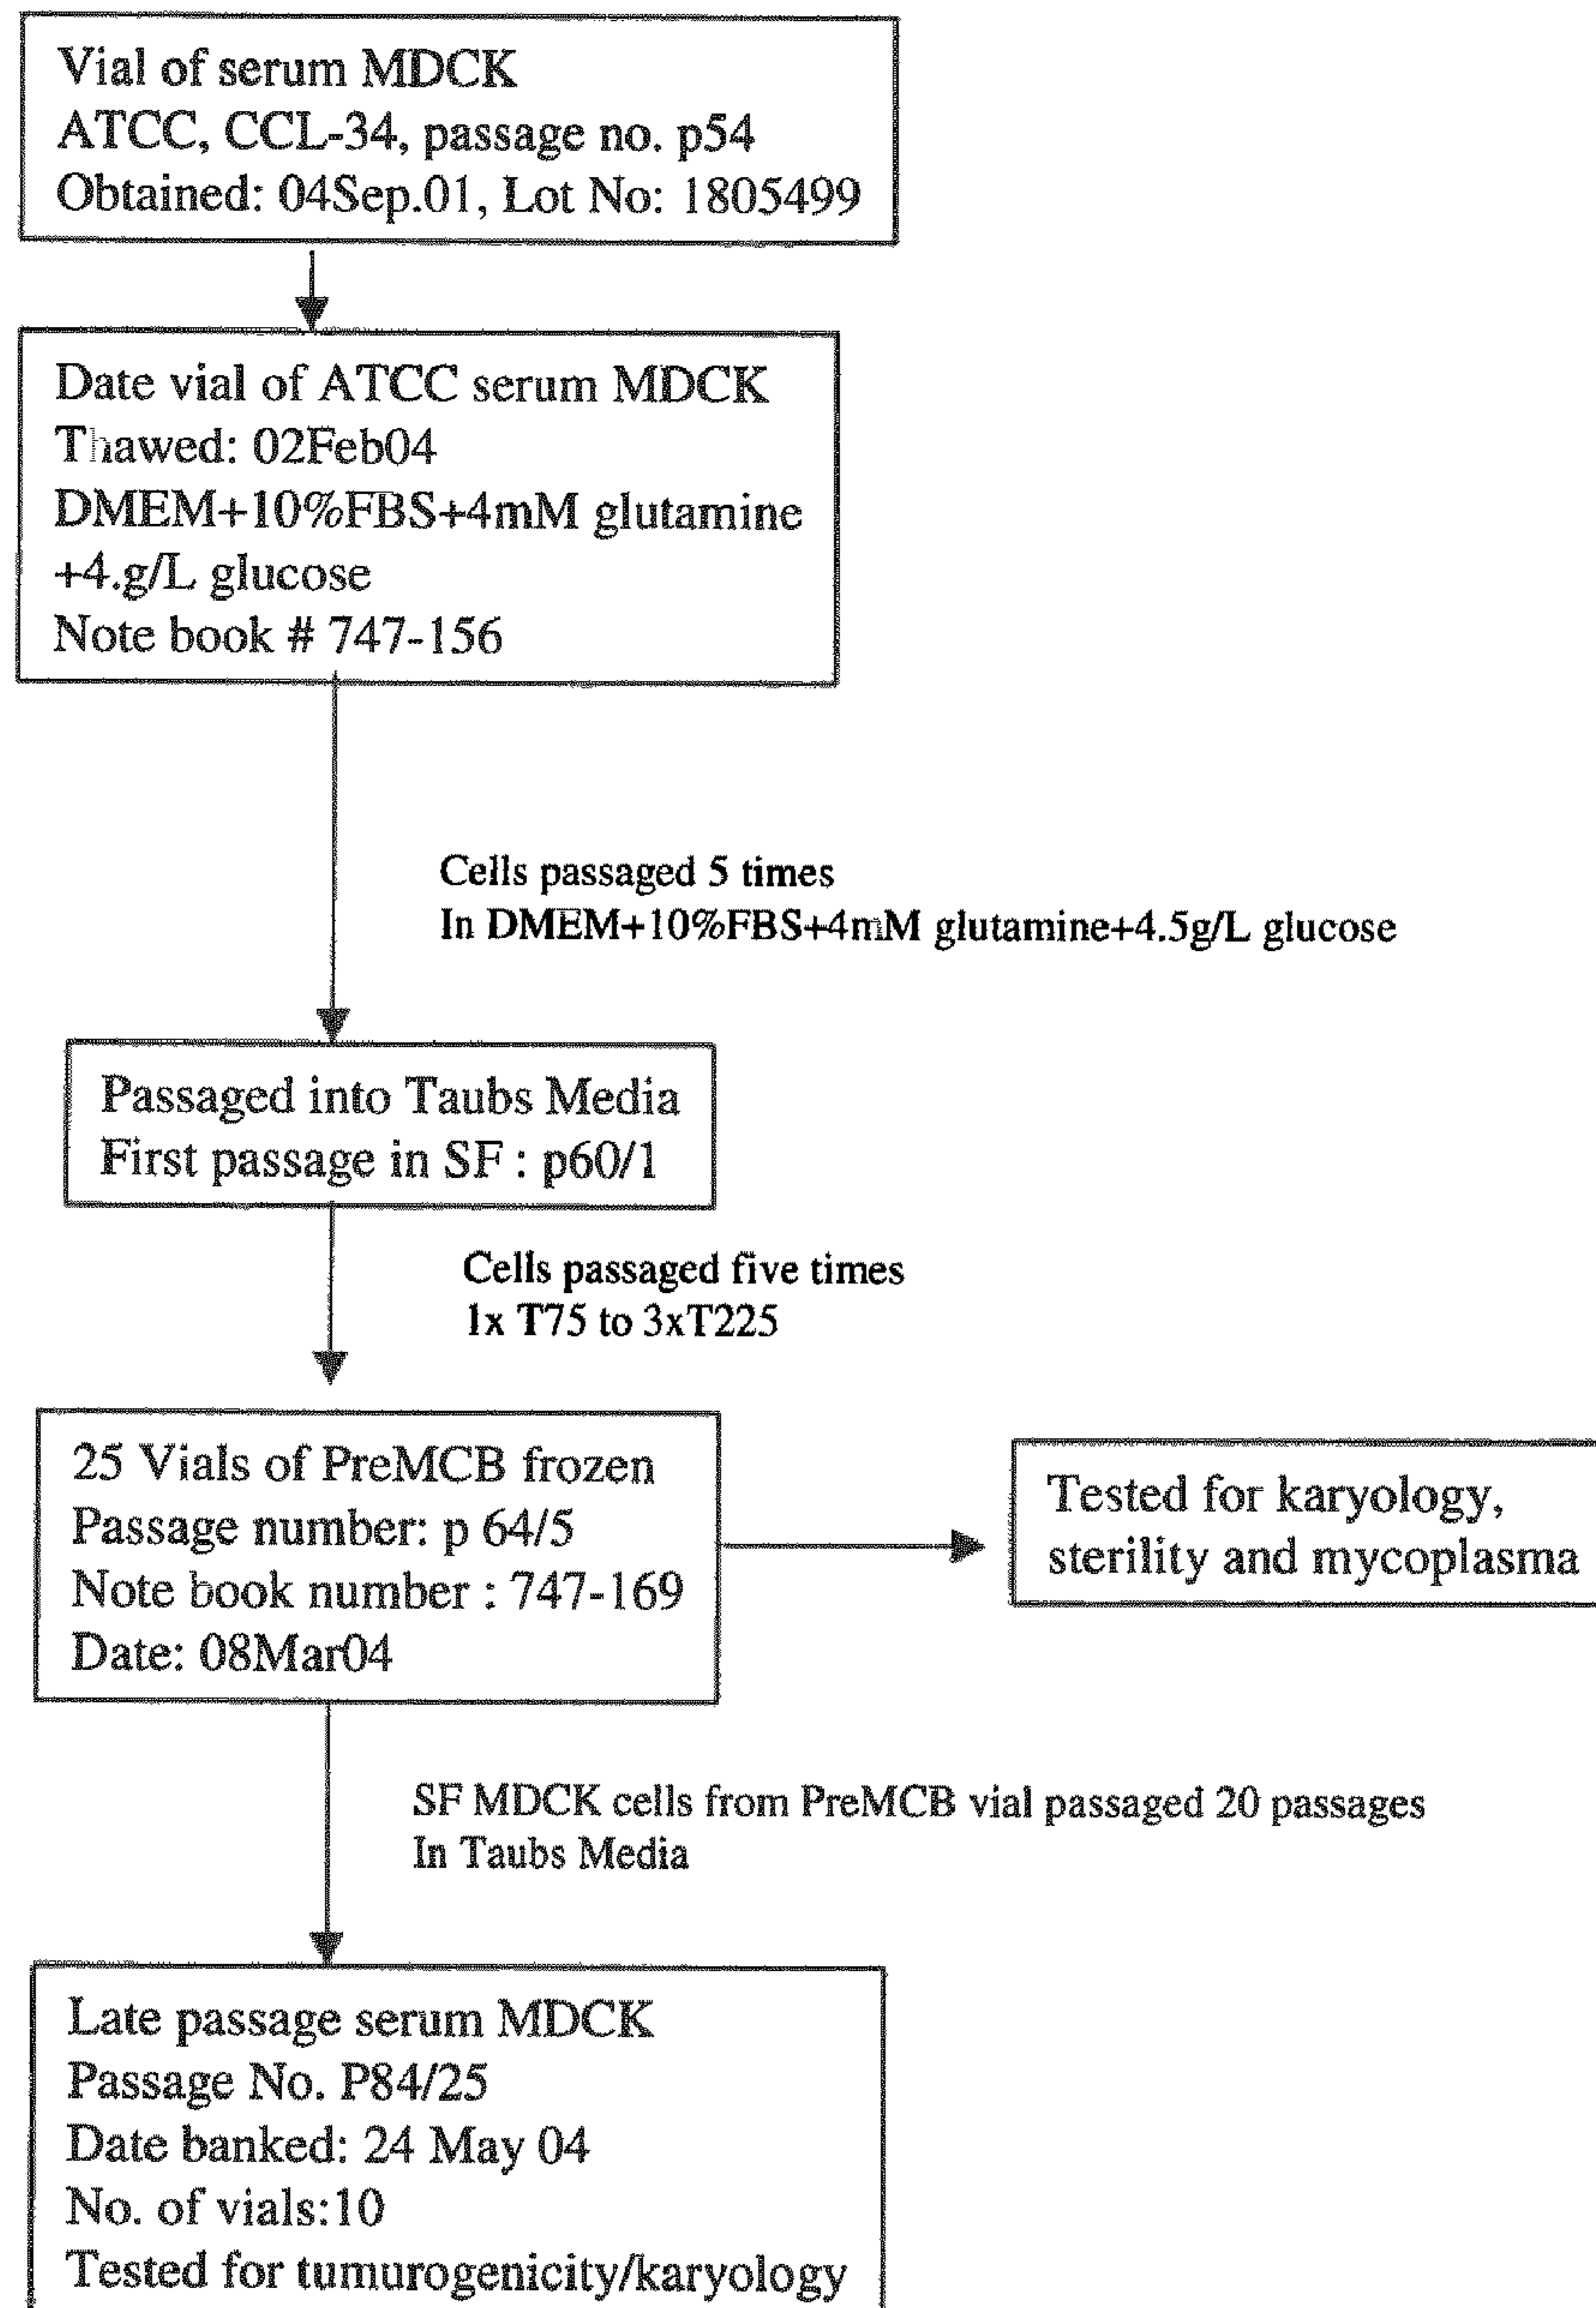 Vial of serum MDCK
ATCC, CCL-34, passage no. p54
Obtained: 04Sep.01, Lot No: 1805499
Date vial of ATCC serum MDCK
Thawed: 02Feb04
DMEM+10%FBS+4mM glutamine
+4.g/L glucose
Note book # 747-156
Cells passaged 5 times
In DMEM+10%FBS+4mM glutamine+4.5g/L glucose
Passaged into Taubs Media
First passage in SF : p60/1
Cells passaged five times
1x T75 to 3xT225
25 Vials of PreMCB frozen
Passage number: p 64/5
Note book number : 747-169
Date: 08Mar04
Tested for karyology,
sterility and mycoplasma
SF MDCK cells from PreMCB vial passaged 20 passages
In Taubs Media
Late passage serum MDCK
Passage No. P84/25
Date banked: 24 May 04
No. of vials:10
Tested for tumurogenicity/karyology